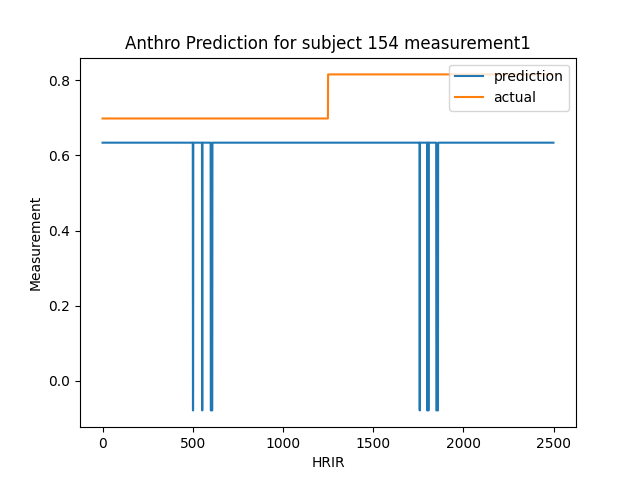 Anthro Prediction for subject 154 measurement1
prediction
actual
0.8
0.6
0.4
0.2
0.0
Measurement
0
500
1000
1500
2000
2500
HRIR